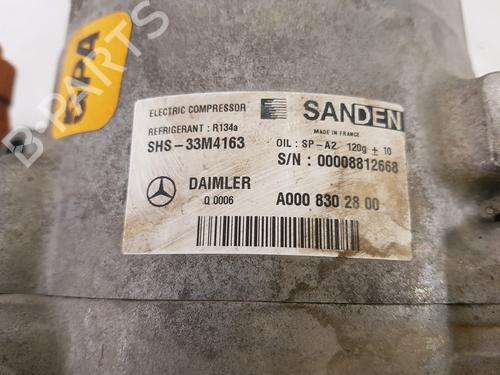 B-PARTS
SPA
ELECTRIC COMPRESSOR
SANDEN
REFRIGERANT : R134a
MADE IN FRANCE
SHS-33M4163
OIL : SP-A2 120g ± 10
S/N : 00008812668
DAIMLER
Q 0006
A000 830 28 00